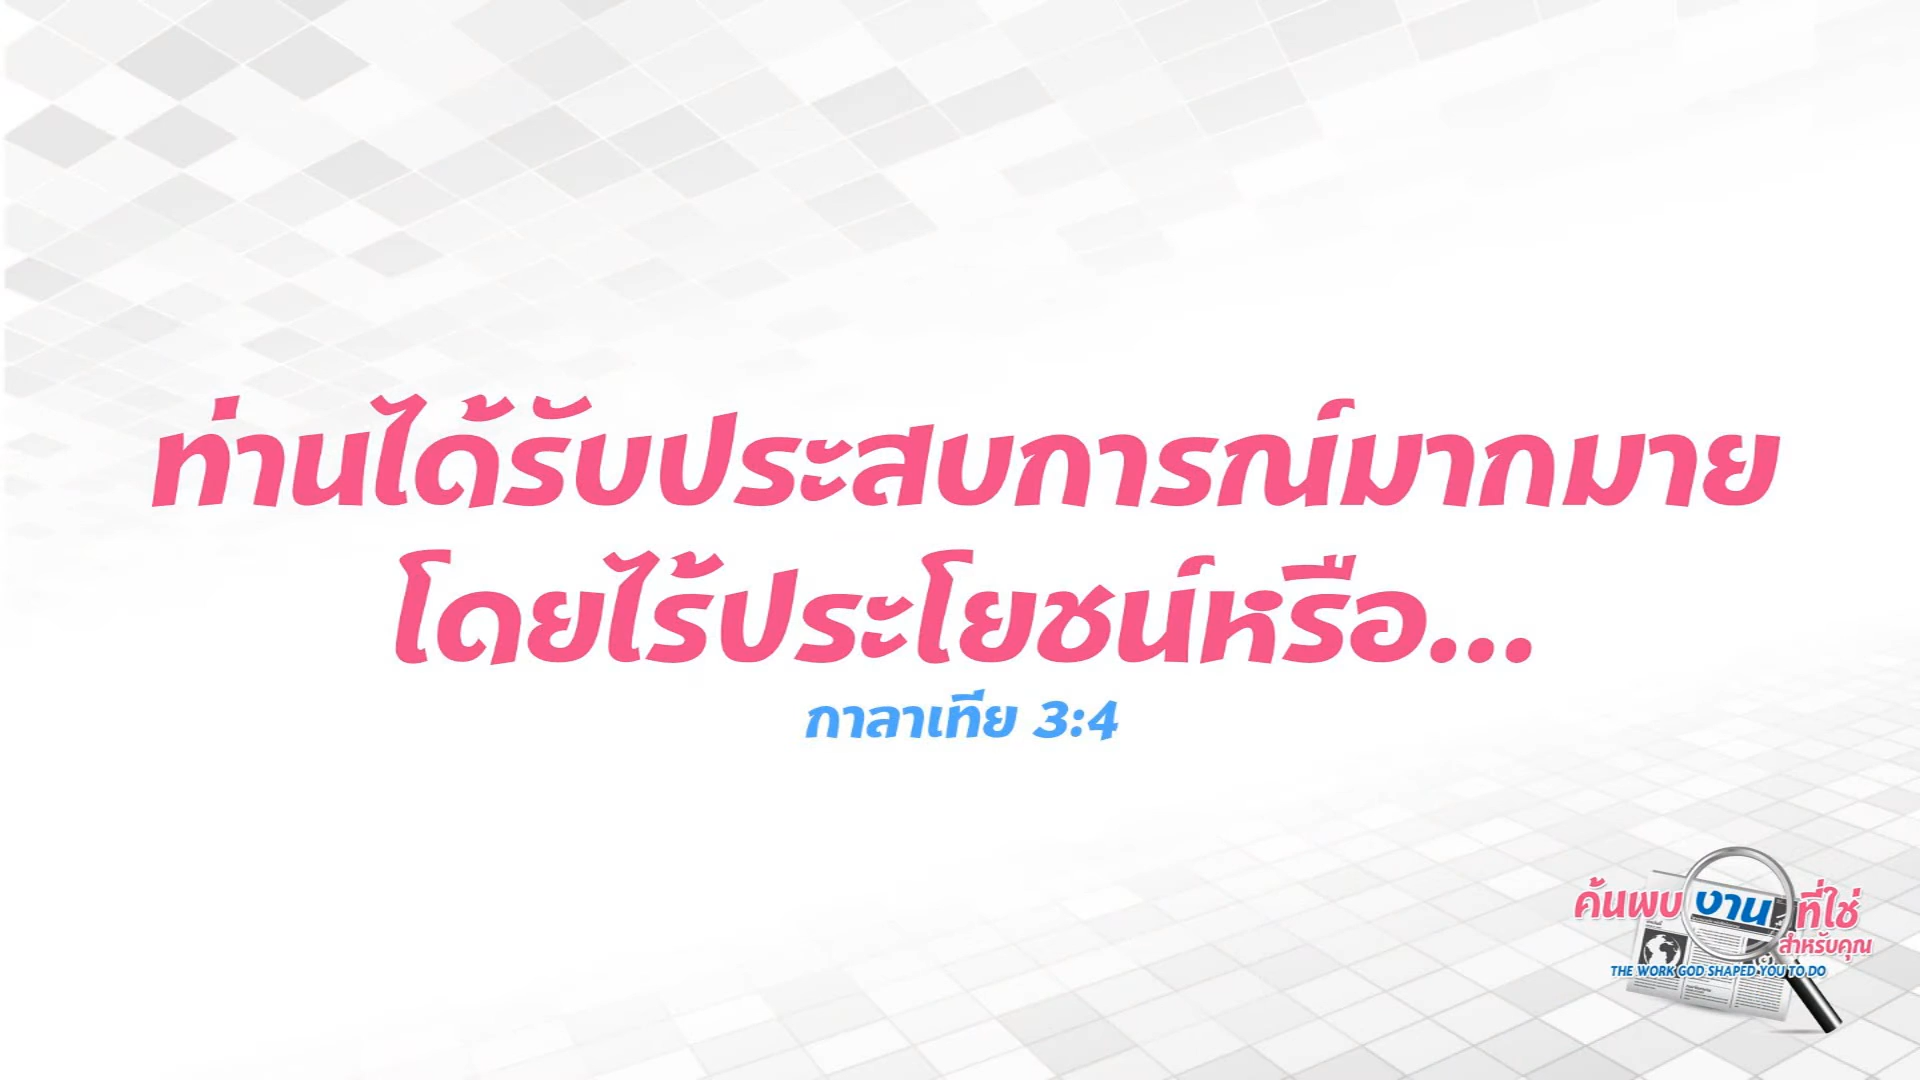 ท่านได้รับประสบการณ์มากมาย
โดยไร้ประโยชน์หรือ...
กาลาเทีย 3:4
ค้นพบงานที่ใช่
สำหรับคุณ
THE WORK GOD SHAPED YOU TO DO